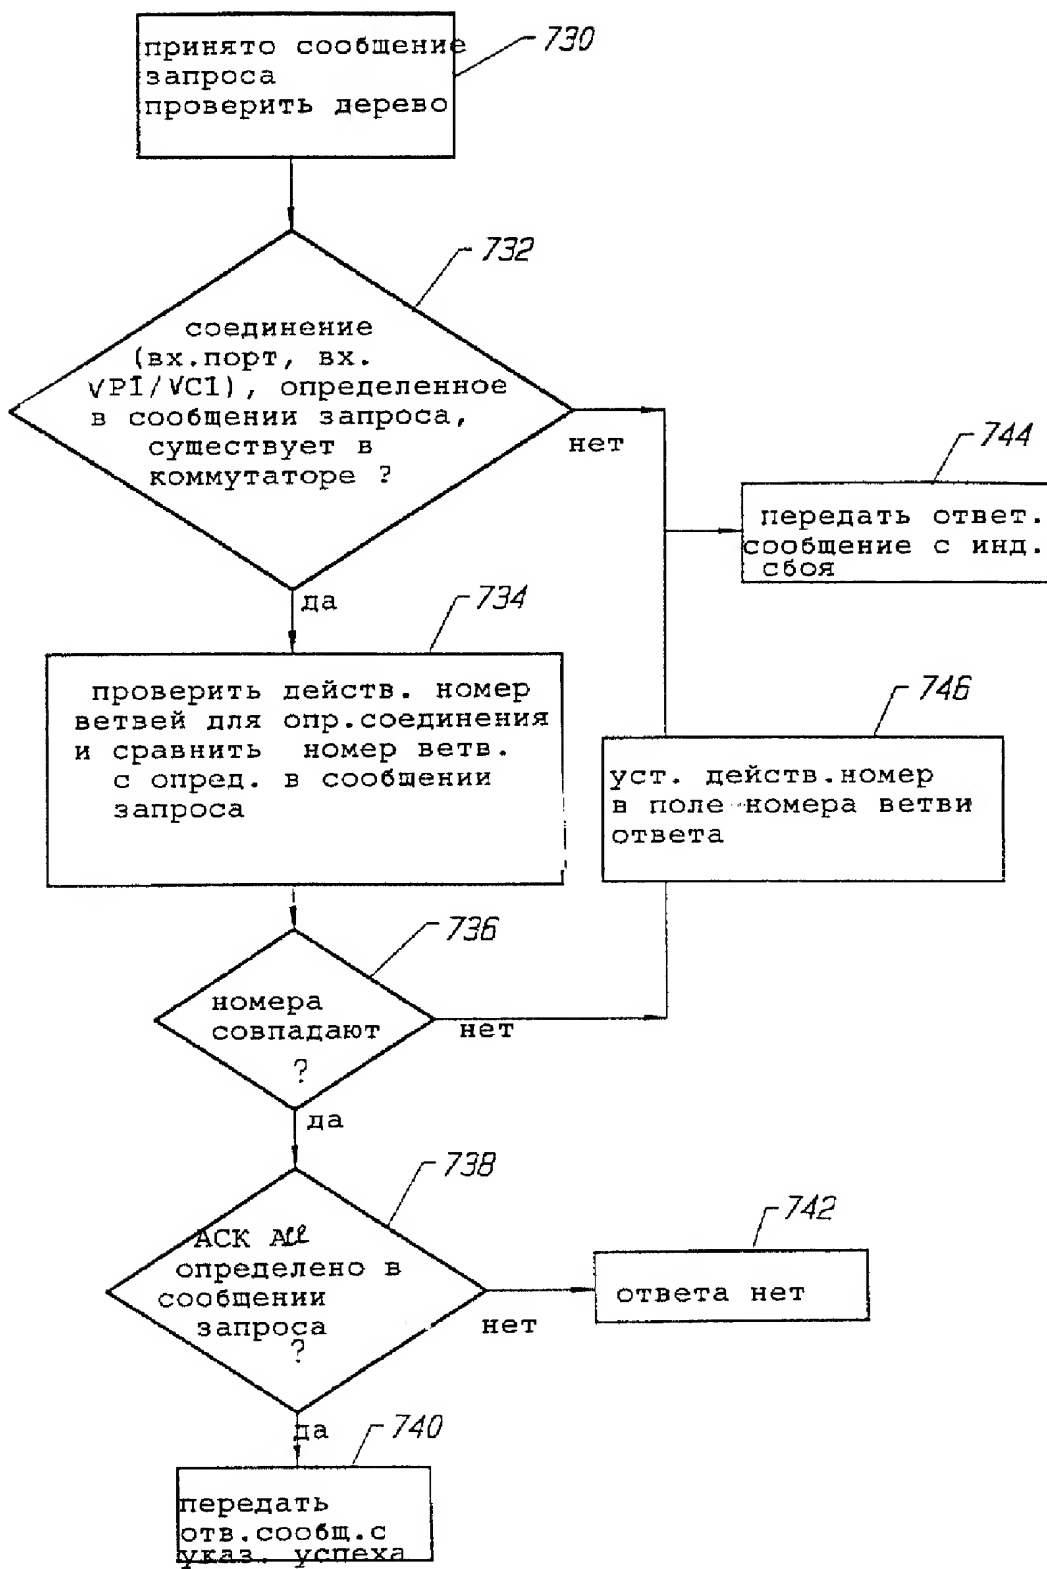 принято сообщение
запроса
проверить дерево
730
732
соединение
(вх.порт, вх.
VPI/VCI), определенное
в сообщении запроса,
существует в
коммутаторе ?
нет
да
744
передать ответ.
сообщение с инд.
сбоя
734
проверить действ. номер
ветвей для опр.соединения
и сравнить номер ветв.
с опред. в сообщении
запроса
746
уст. действ.номер
в поле номера ветви
ответа
736
номера
совпадают
?
нет
да
738
АСК All
определено в
сообщении
запроса
?
нет
да
742
ответа нет
740
передать
отв.сообщ.с
указ. успеха